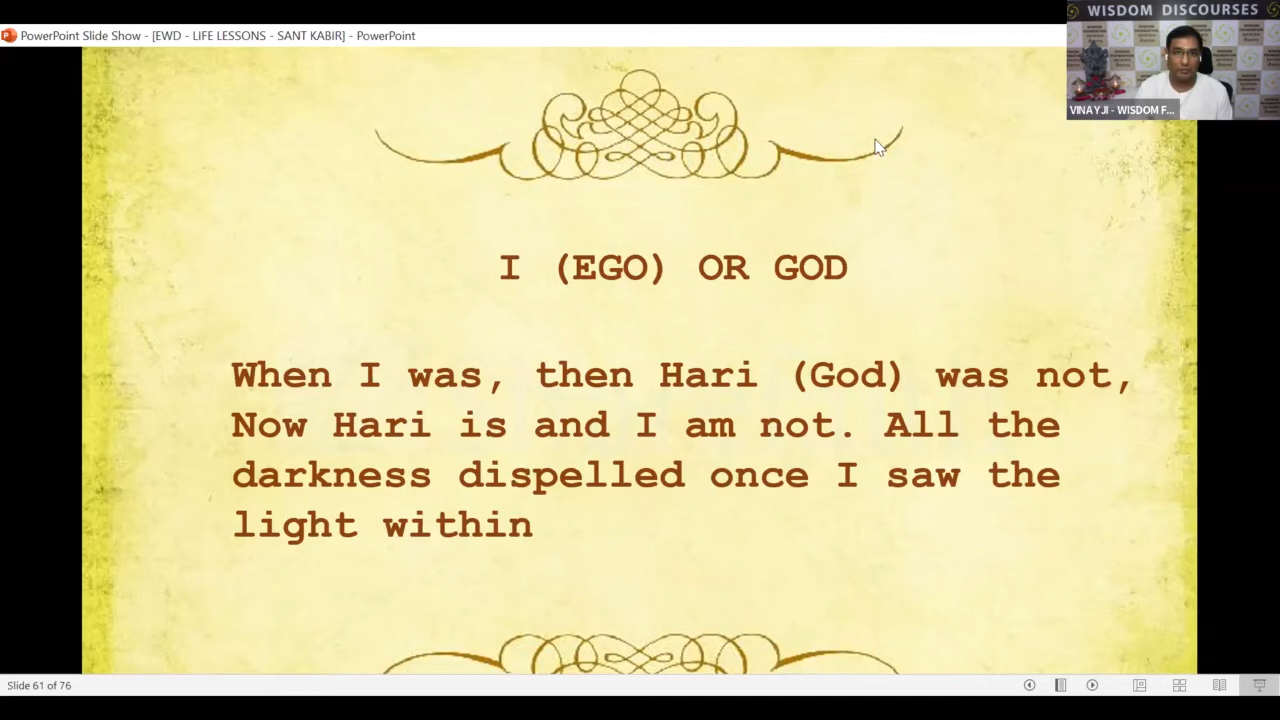 WISDOM DISCOURSES
PowerPoint Slide Show - [EWD - LIFE LESSONS - SANT KABIR] - PowerPoint
VINAYJI - WISDOM F...
I (EGO) OR GOD
When I was, then Hari (God) was not,
Now Hari is and I am not. All the
darkness dispelled once I saw the
light within
Slide 61 of 76